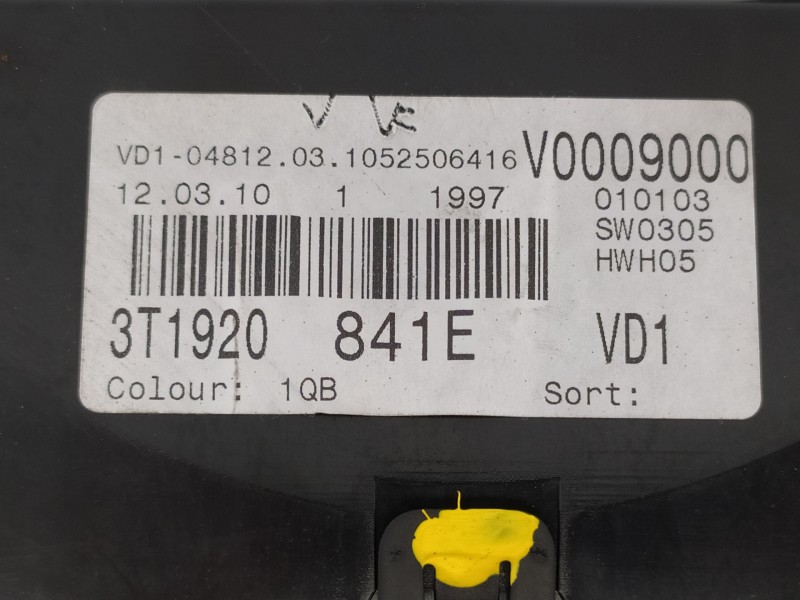 VD1-04812.03.1052506416 V0009000
12.03.10 1 1997 010103
SW0305
HWH05
3T1920 841E VD1
Colour: 1QB Sort: